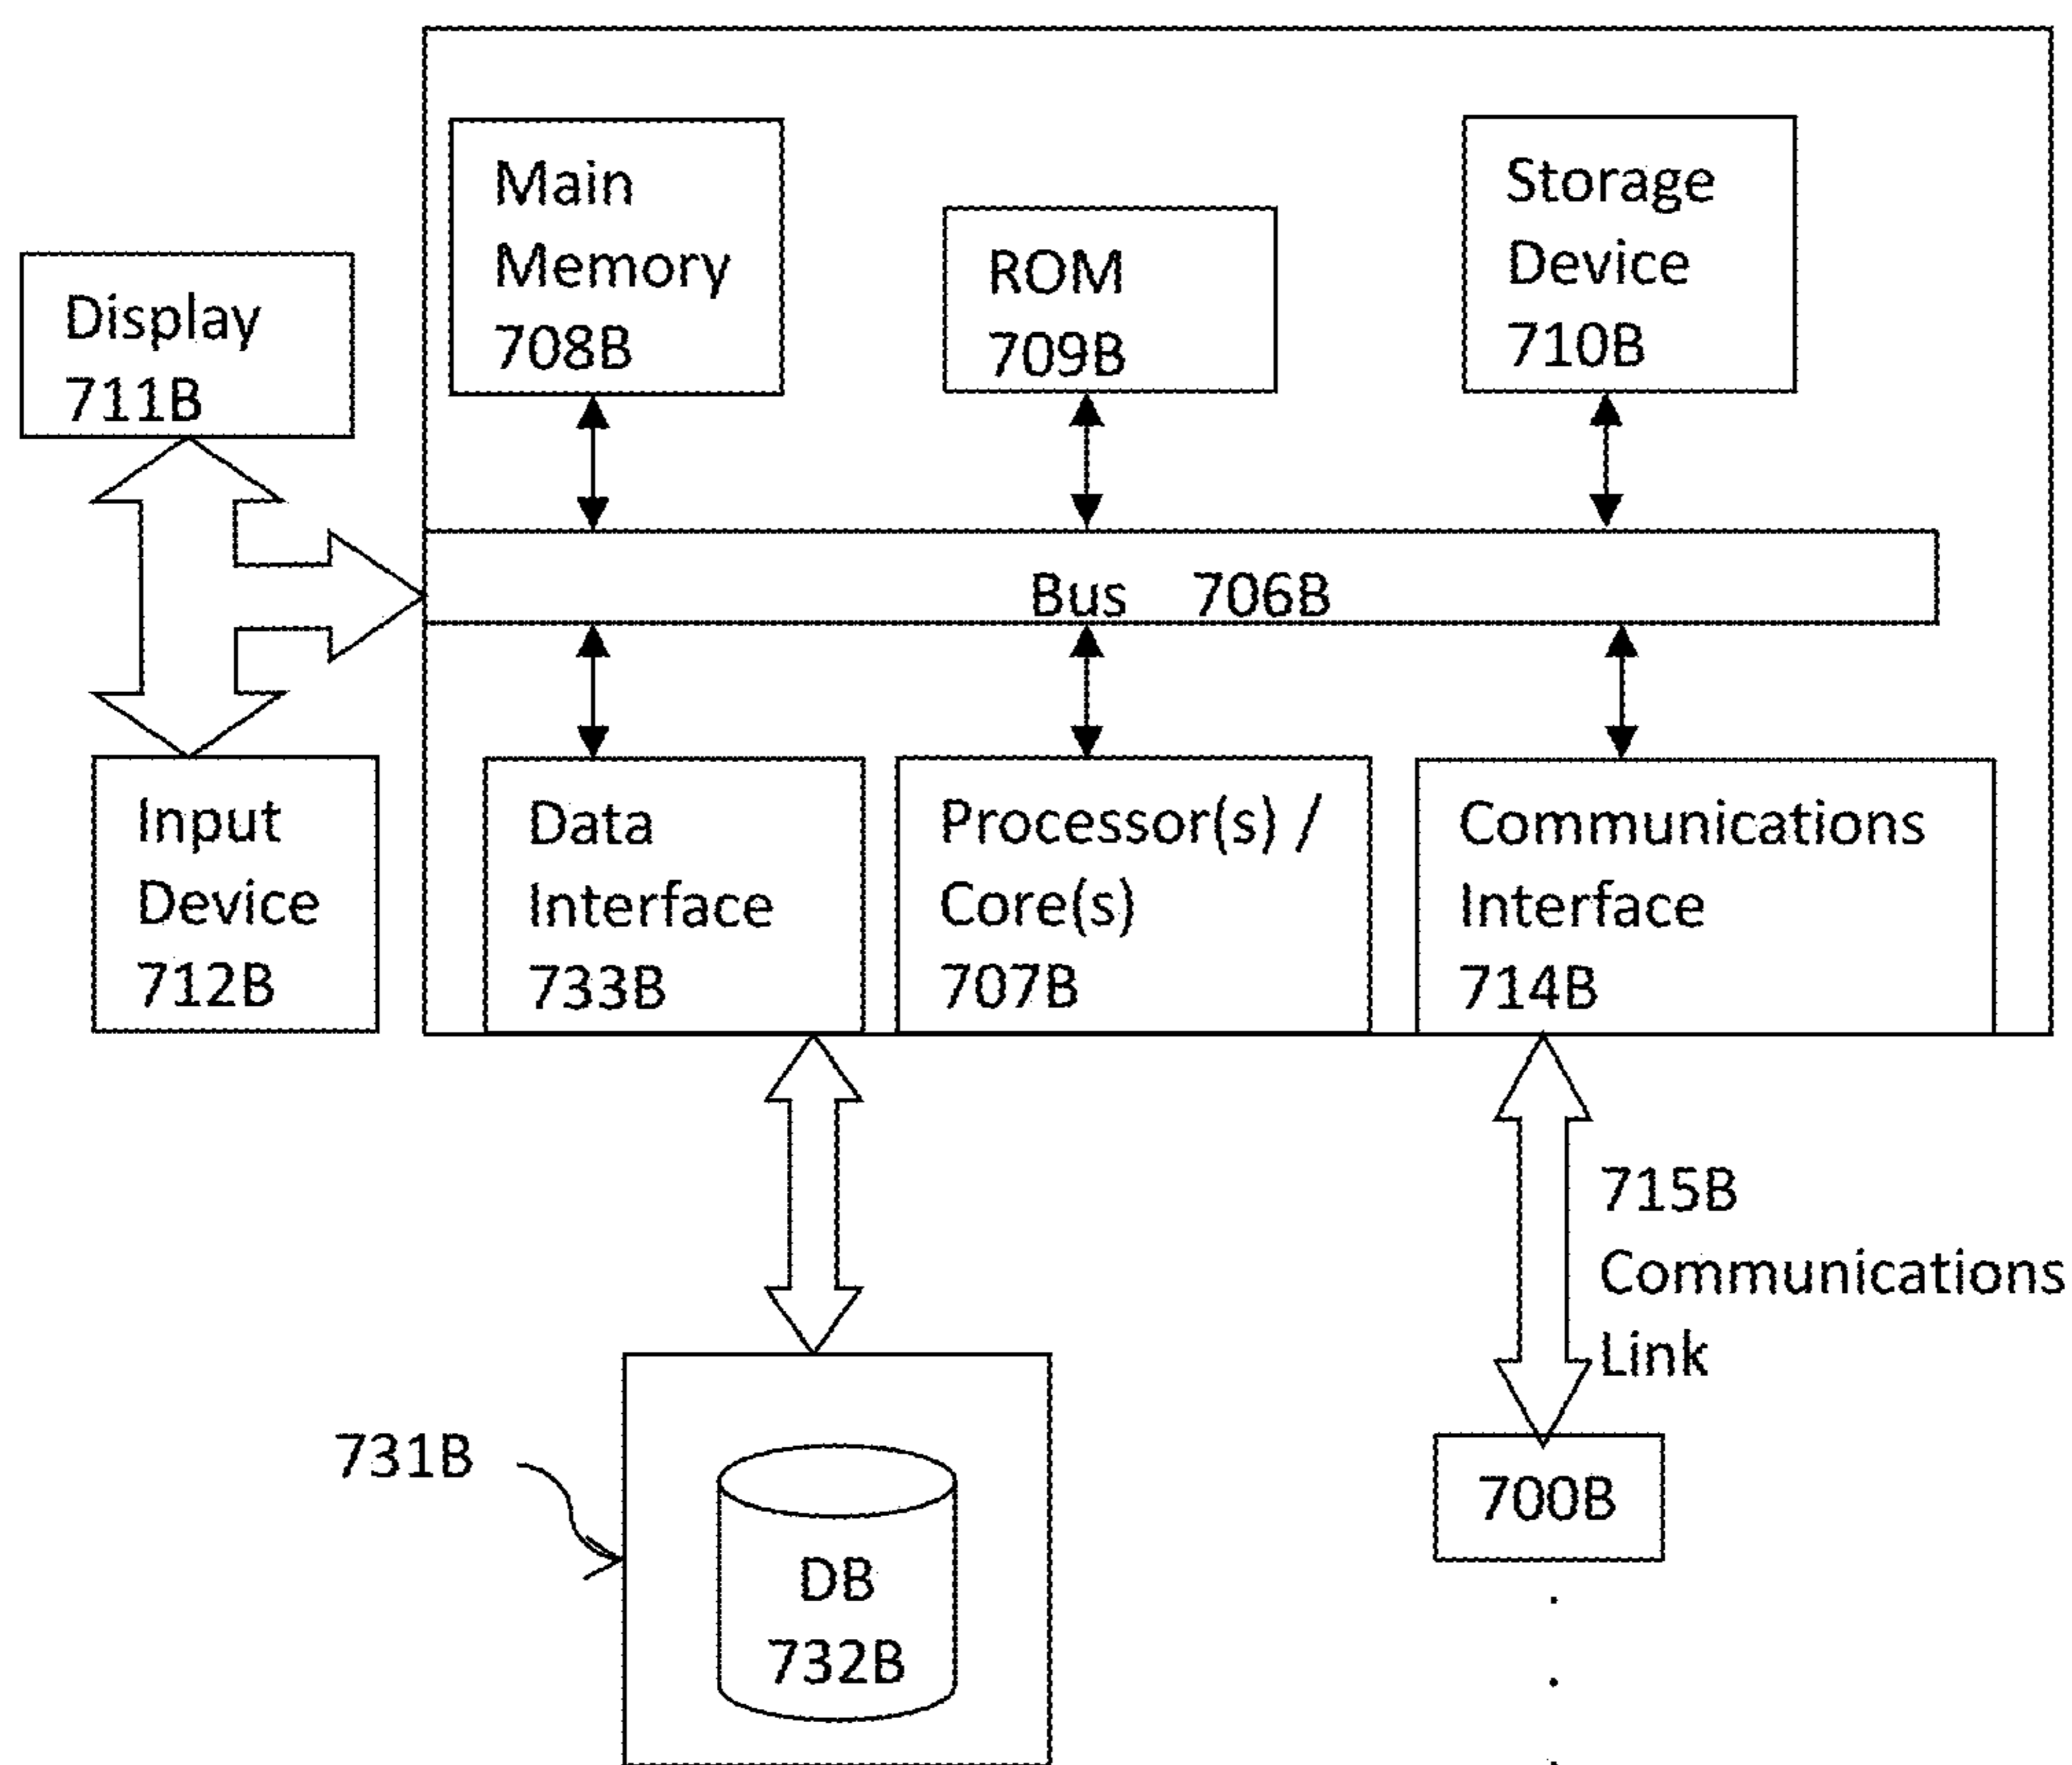 Main
Memory
708B
ROM
709B
Storage
Device
710B
Display
711B
Bus 706B
Input
Device
712B
Data
Interface
733B
Processor(s) /
Core(s)
707B
Communications
Interface
714B
715B
Communications
Link
731B
700B
DB
732B